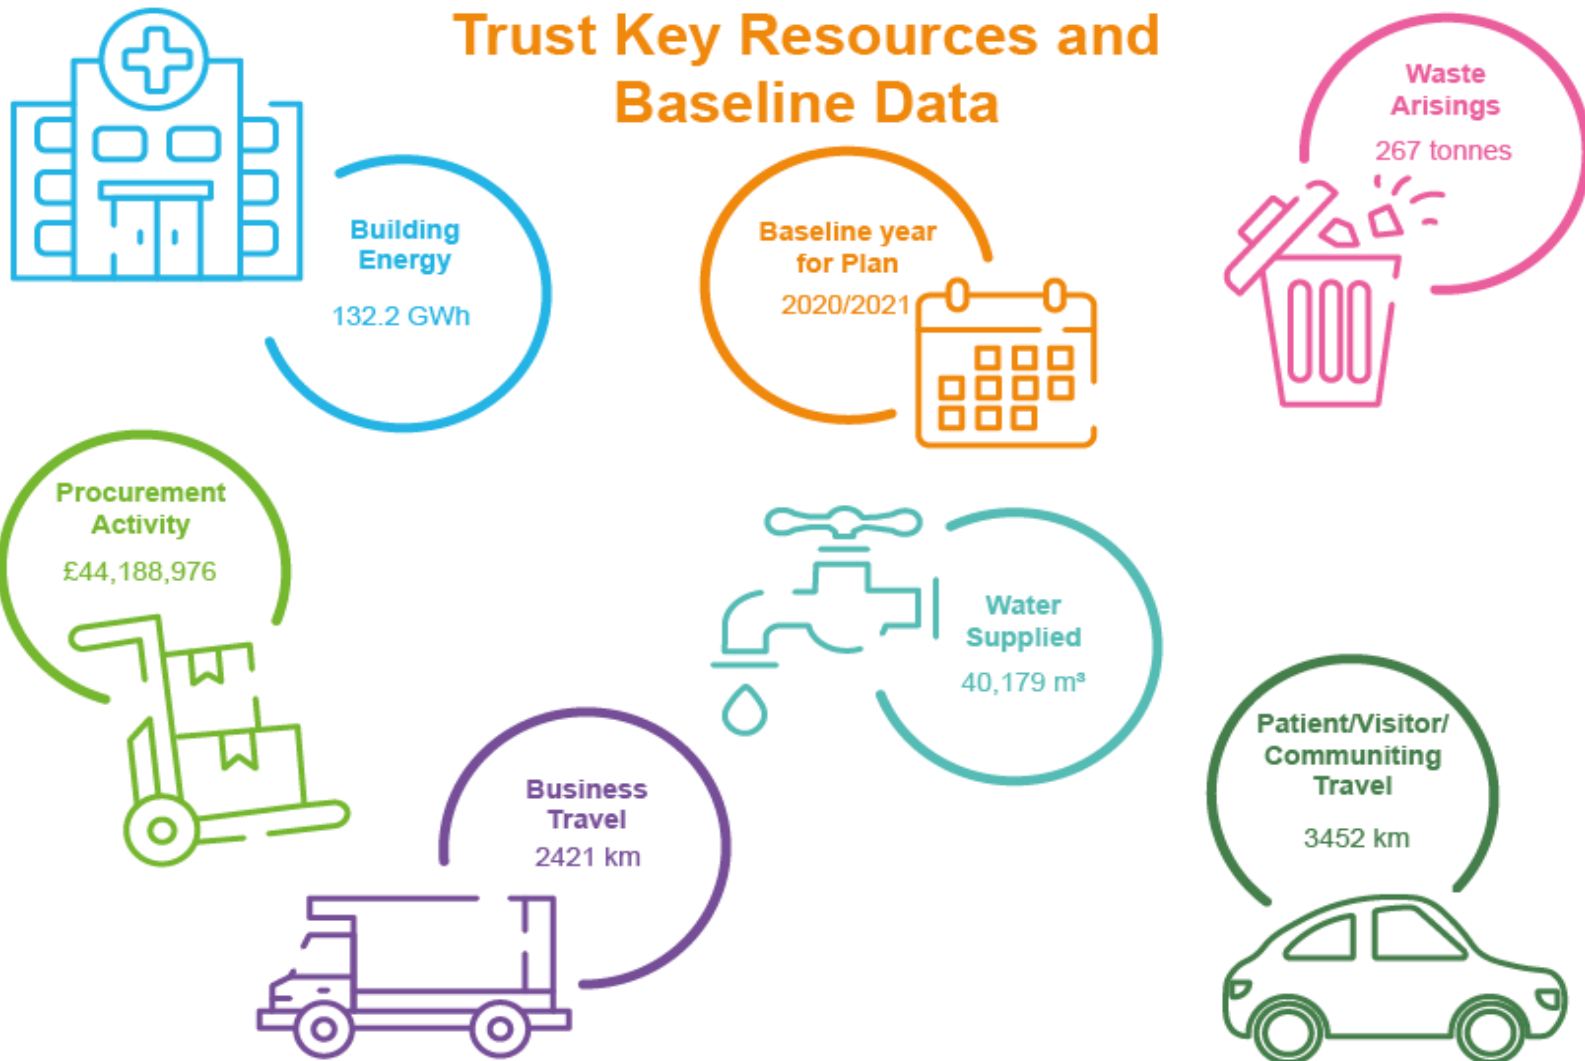 Trust Key Resources and
Baseline Data
Building
Energy
132.2 GWh
Baseline year
for Plan
2020/2021
Waste
Arisings
267 tonnes
Procurement
Activity
£44,188,976
Business
Travel
2421 km
Water
Supplied
40,179 m³
Patient/Visitor/
Communiting
Travel
3452 km